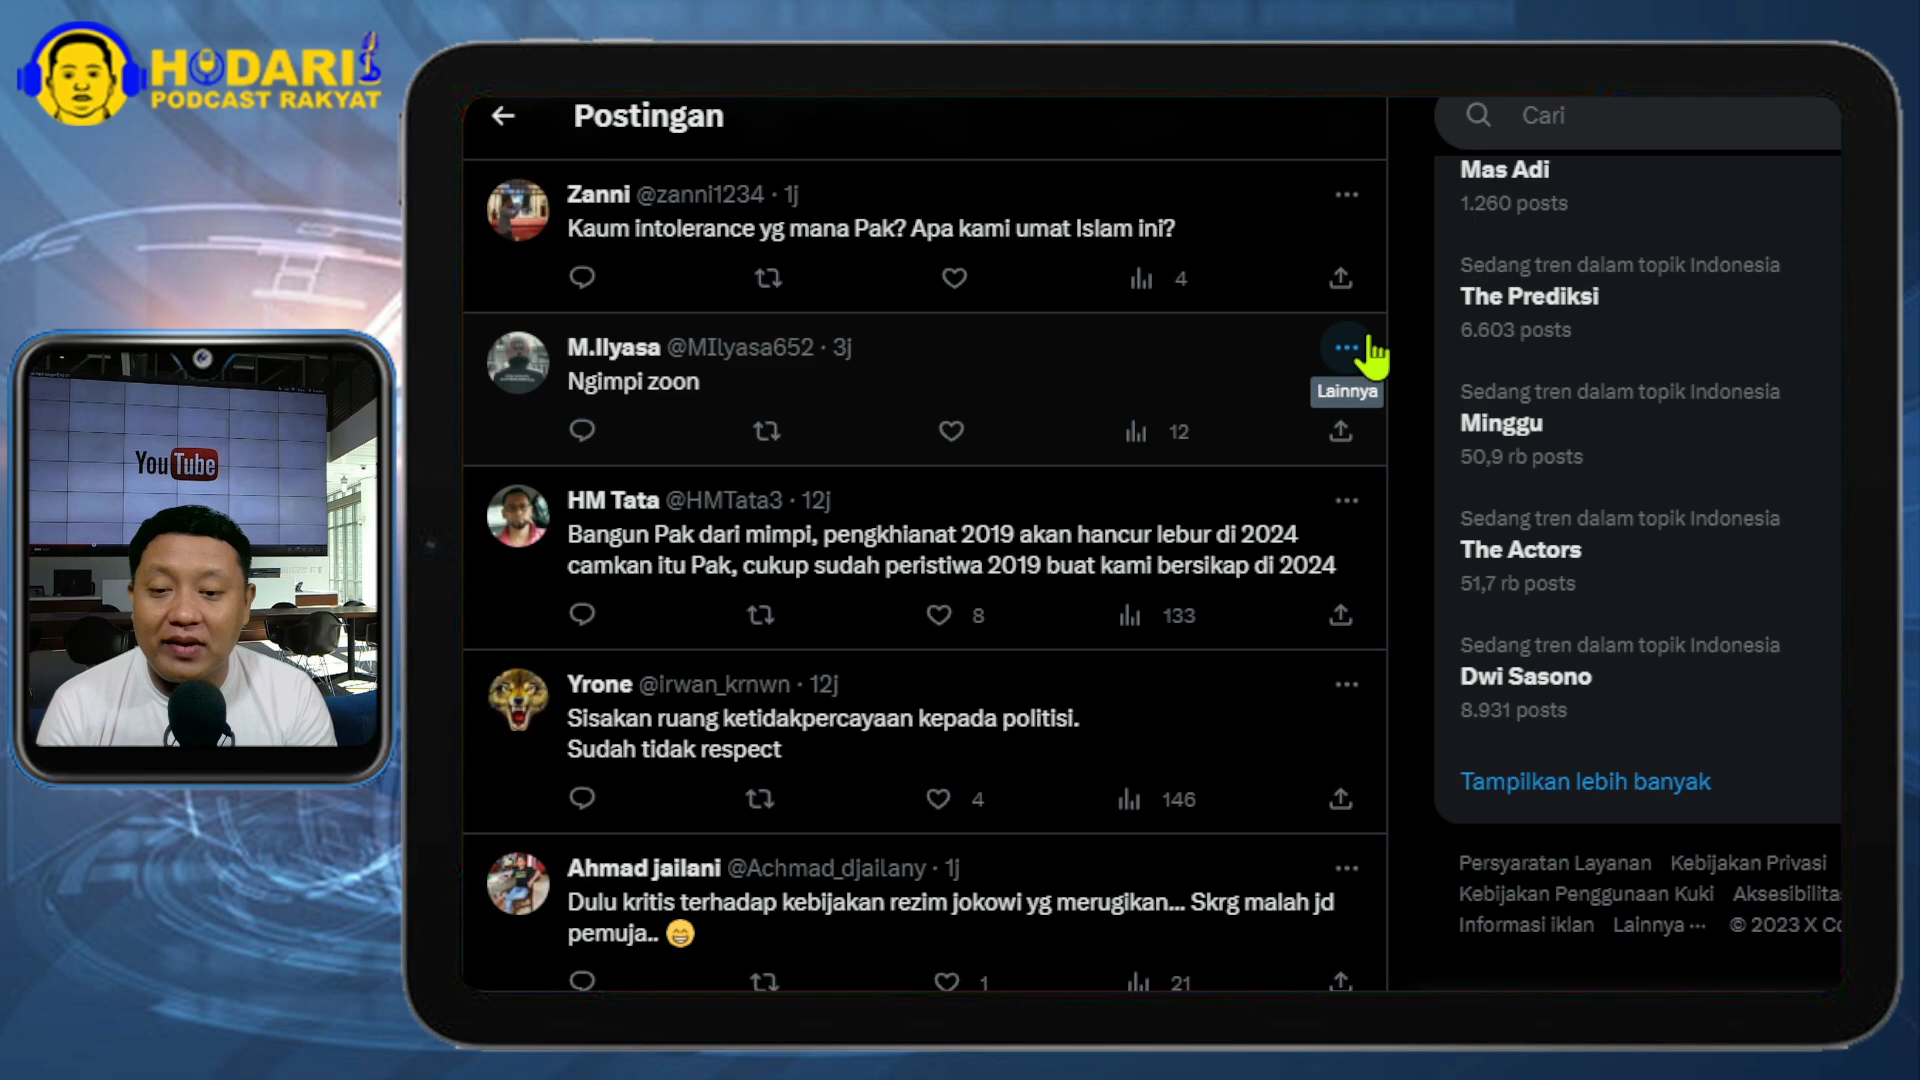 HODARI
PODCAST RAKYAT
YouTube
Postingan
Zanni @zanni1234 · 1j
Kaum intolerance yg mana Pak? Apa kami umat Islam ini?
4
M.Ilyasa @MIlyasa652 · 3j
Ngimpi zoon
Lainnya
12
HM Tata @HMTata3 · 12j
Bangun Pak dari mimpi, pengkhianat 2019 akan hancur lebur di 2024
camkan itu Pak, cukup sudah peristiwa 2019 buat kami bersikap di 2024
8 133
Yrone @irwan_krnwn · 12j
Sisakan ruang ketidakpercayaan kepada politisi.
Sudah tidak respect
4 146
Ahmad jailani @Achmad_djailany · 1j
Dulu kritis terhadap kebijakan rezim jokowi yg merugikan... Skrg malah jd
pemuja.. 😁
1 21
Cari
Mas Adi
1.260 posts
Sedang tren dalam topik Indonesia
The Prediksi
6.603 posts
Sedang tren dalam topik Indonesia
Minggu
50,9 rb posts
Sedang tren dalam topik Indonesia
The Actors
51,7 rb posts
Sedang tren dalam topik Indonesia
Dwi Sasono
8.931 posts
Tampilkan lebih banyak
Persyaratan Layanan Kebijakan Privasi
Kebijakan Penggunaan Kuki Aksesibilita
Informasi iklan Lainnya ··· © 2023 X Co